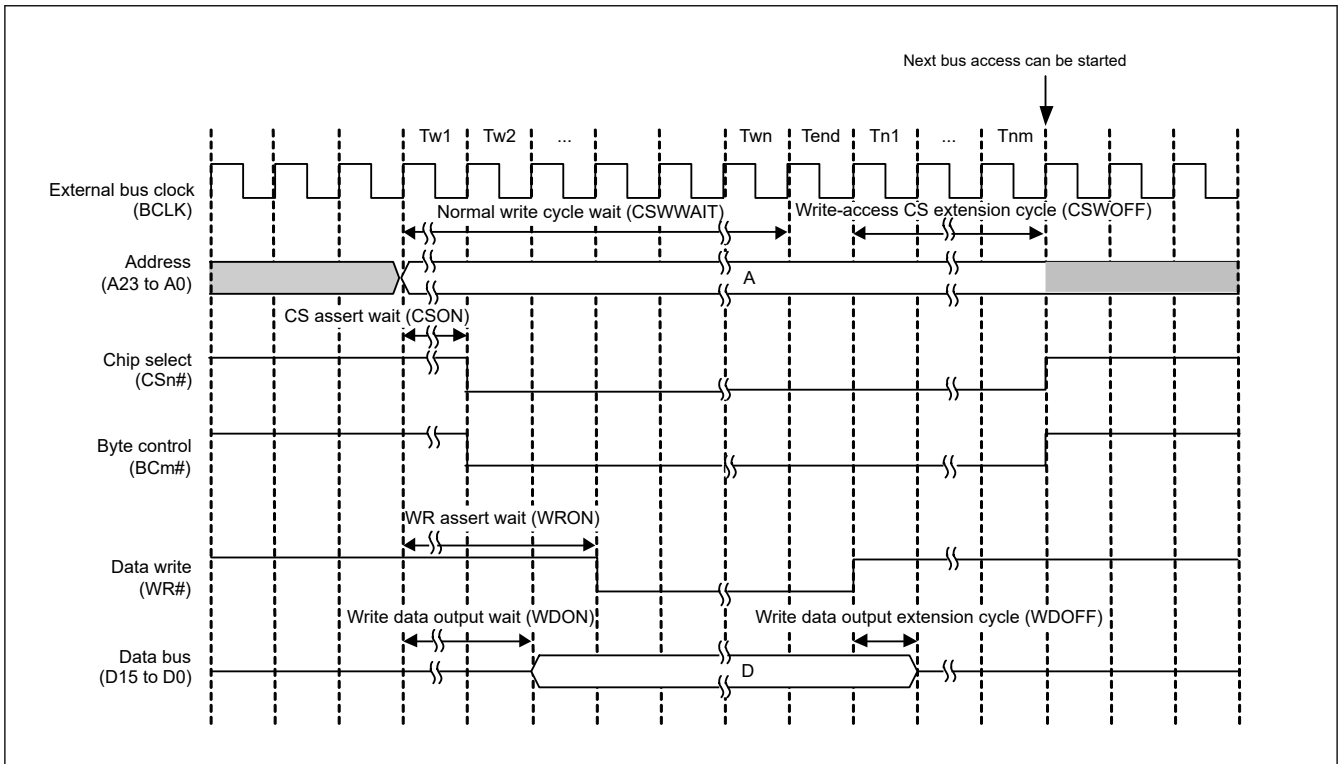 Next bus access can be started
Tw1 Tw2 ... Twn Tend Tn1 ... Tnm
External bus clock
(BCLK)
Normal write cycle wait (CSWWAIT) Write-access CS extension cycle (CSWOFF)
Address
(A23 to A0)
A
CS assert wait (CSON)
Chip select
(CSn#)
Byte control
(BCm#)
WR assert wait (WRON)
Data write
(WR#)
Write data output wait (WDON) Write data output extension cycle (WDOFF)
Data bus
(D15 to D0)
D